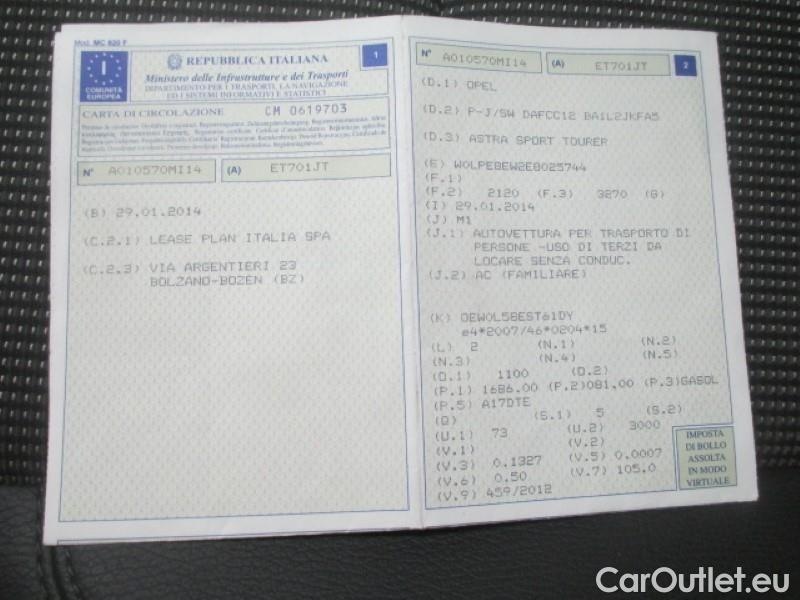 Mod. MC 820 F
I
COMUNITÀ
EUROPEA
REPUBBLICA ITALIANA
1
Ministero delle Infrastrutture e dei Trasporti
DIPARTIMENTO PER I TRASPORTI, LA NAVIGAZIONE
ED I SISTEMI INFORMATIVI E STATISTICI
CARTA DI CIRCOLAZIONE CM 0619703
N° A010570MI14 (A) ET701JT
(B) 29.01.2014
(C.2.1) LEASE PLAN ITALIA SPA
(C.2.3) VIA ARGENTIERI 23
BOLZANO-BOZEN (BZ)
N° A010570MI14 (A) ET701JT 2
(D.1) OPEL
(D.2) P-J/SW DAFCC12 BA1L2JKFA5
(D.3) ASTRA SPORT TOURER
(E) W0LPE8EW2E8025744
(F.1)
(F.2) 2120 (F.3) 3270 (G)
(I) 29.01.2014
(J) M1
(J.1) AUTOVETTURA PER TRASPORTO DI
PERSONE -USO DI TERZI DA
LOCARE SENZA CONDUC.
(J.2) AC (FAMILIARE)
(K) OEWOL58EST61DY
e4*2007/46*0204*15
(L) 2 (N.1) (N.2)
(N.3) (N.4) (N.5)
(O.1) 1100 (O.2)
(P.1) 1686.00 (P.2)081,00 (P.3)GASOL
(P.5) A17DTE
(Q) (S.1) 5 (S.2)
(U.1) 73 (U.2) 3000
(V.1) (V.2)
(V.3) 0.1327 (V.5) 0.0007
(V.6) 0.50 (V.7) 105.0
(V.9) 459/2012
IMPOSTA
DI BOLLO
ASSOLTA
IN MODO
VIRTUALE
CarOutlet.eu